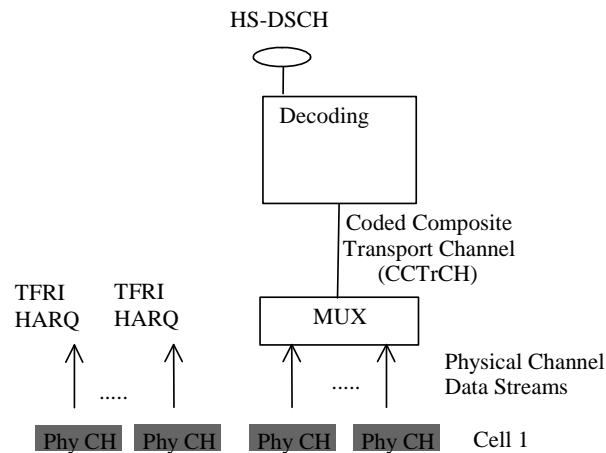 HS-DSCH
Decoding
Coded Composite
Transport Channel
(CCTrCH)
TFRI
HARQ
TFRI
HARQ
MUX
Physical Channel
Data Streams
.....
.....
Phy CH
Phy CH
Phy CH
Phy CH
Cell 1